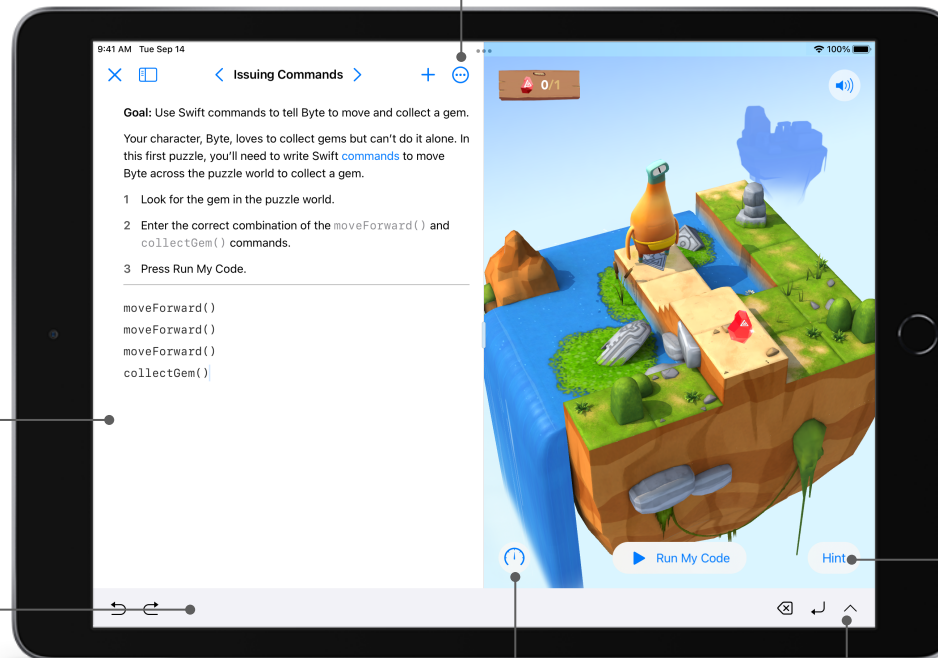 9:41 AM Tue Sep 14
100%
Issuing Commands
Goal: Use Swift commands to tell Byte to move and collect a gem.
Your character, Byte, loves to collect gems but can’t do it alone. In
this first puzzle, you’ll need to write Swift commands to move
Byte across the puzzle world to collect a gem.
1 Look for the gem in the puzzle world.
2 Enter the correct combination of the moveForward() and
collectGem() commands.
3 Press Run My Code.
moveForward()
moveForward()
moveForward()
collectGem()
0/1
Run My Code
Hint